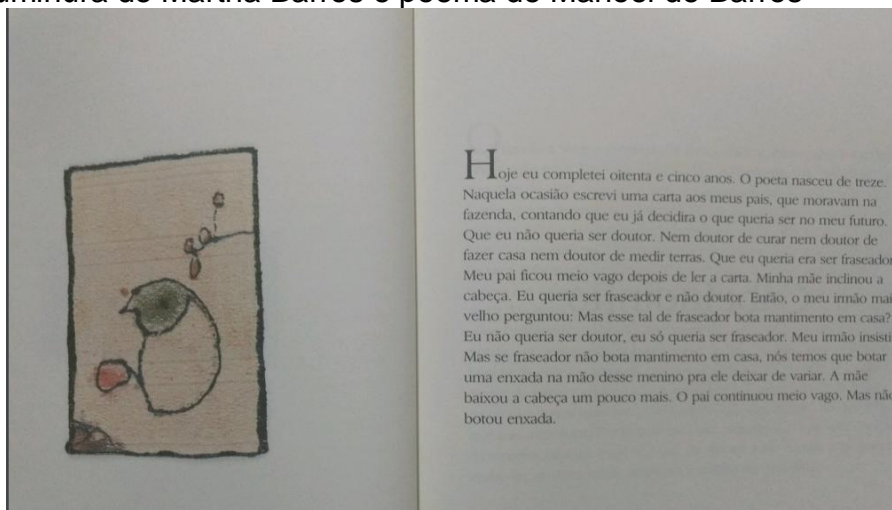 de Martha Barros e poema de Manoel de Barros
Hoje eu completei oitenta e cinco anos. O poeta nasceu de treze.
Naquela ocasião escrevi uma carta aos meus pais, que moravam na
fazenda, contando que eu já decidira o que queria ser no meu futuro.
Que eu não queria ser doutor. Nem doutor de curar nem doutor de
fazer casa nem doutor de medir terras. Que eu queria era ser fraseador
Meu pai ficou meio vago depois de ler a carta. Minha mãe inclinou a
cabeça. Eu queria ser fraseador e não doutor. Então, o meu irmão mai
velho perguntou: Mas esse tal de fraseador bota mantimento em casa?
Eu não queria ser doutor, eu só queria ser fraseador. Meu irmão insisti
Mas se fraseador não bota mantimento em casa, nós temos que botar
uma enxada na mão desse menino pra ele deixar de variar. A mãe
baixou a cabeça um pouco mais. O pai continuou meio vago. Mas nã
botou enxada.